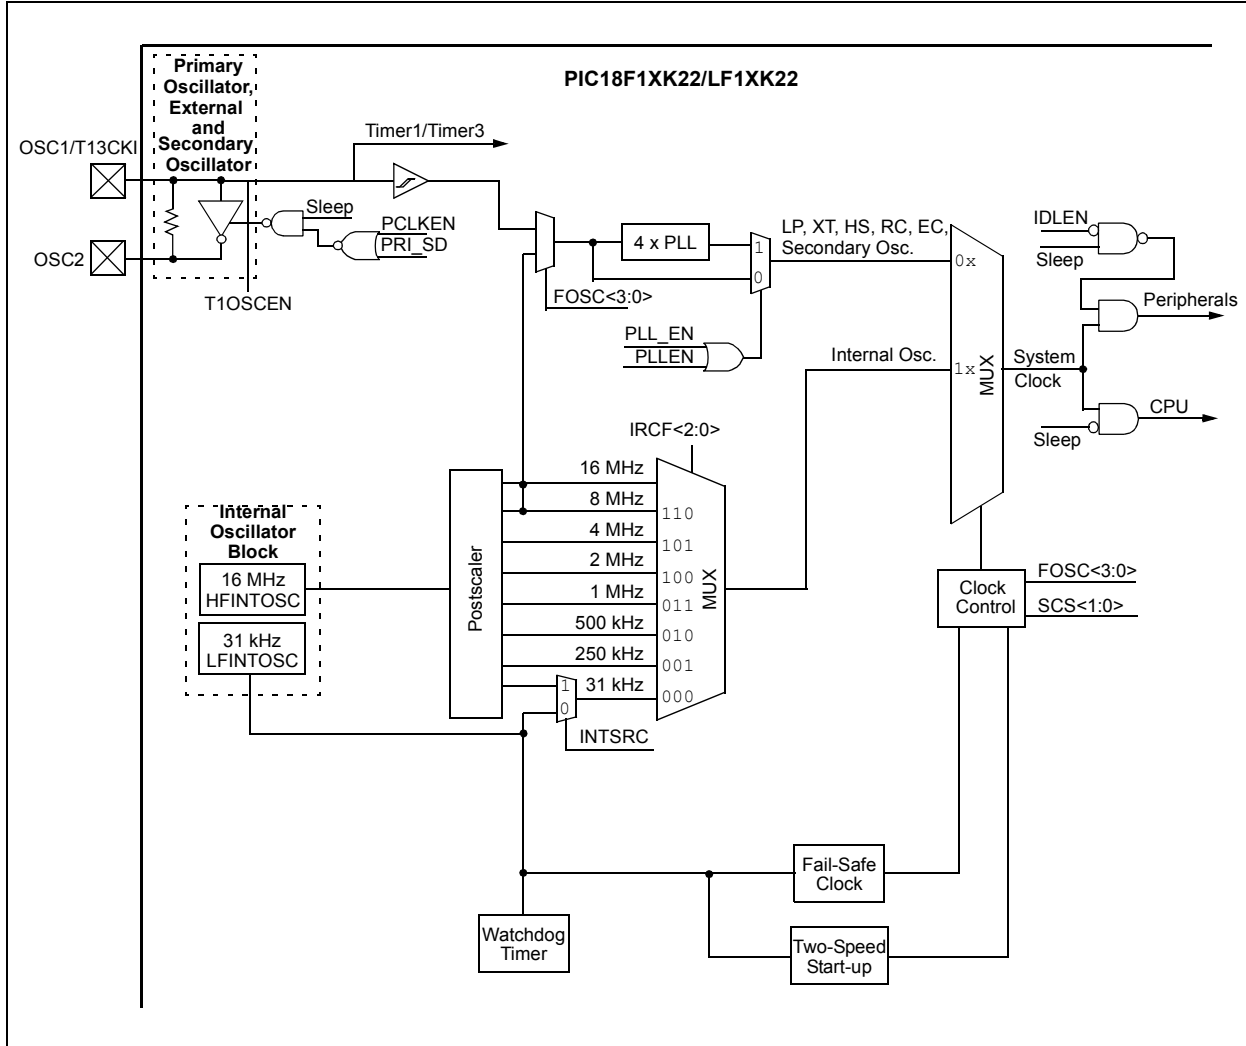 PIC18F1XK22/LF1XK22
Primary
Oscillator,
External
and
Secondary
Oscillator
OSC1/T13CKI
OSC2
Timer1/Timer3
Sleep
PCLKEN
PRI_SD
T1OSCEN
4 x PLL
1
0
FOSC<3:0>
PLL_EN
PLLEN
LP, XT, HS, RC, EC,
Secondary Osc.
Internal Osc.
0x
1x
MUX
System
Clock
IDLEN
Sleep
Peripherals
CPU
Sleep
IRCF<2:0>
Internal
Oscillator
Block
16 MHz
HFINTOSC
31 kHz
LFINTOSC
Postscaler
16 MHz
8 MHz
110
4 MHz
101
2 MHz
100
1 MHz
011
500 kHz
010
250 kHz
001
31 kHz
000
MUX
1
0
INTSRC
Clock
Control
FOSC<3:0>
SCS<1:0>
Fail-Safe
Clock
Watchdog
Timer
Two-Speed
Start-up